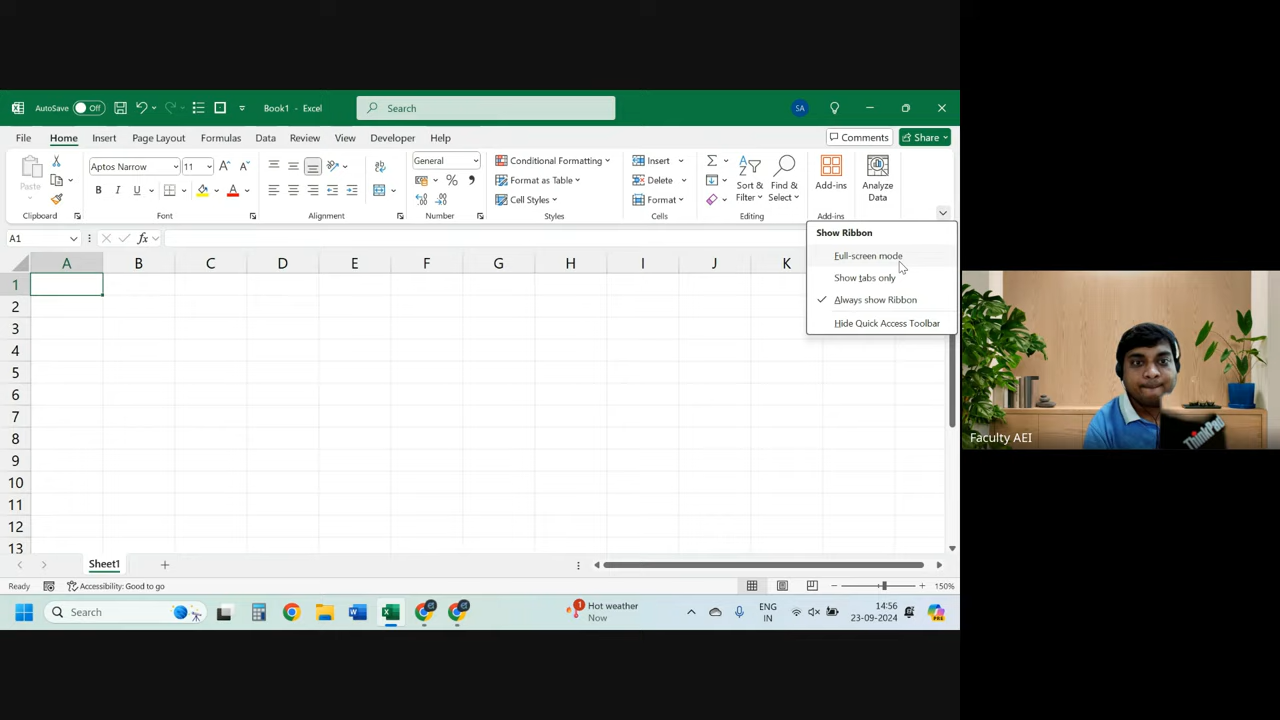 AutoSave Off
Book1 - Excel
Search
SA
File Home Insert Page Layout Formulas Data Review View Developer Help
Comments Share
Paste
Clipboard
Aptos Narrow 11
B I U A
Font
ab
Alignment
General
% ,
Number
Conditional Formatting
Format as Table
Cell Styles
Styles
Insert
Delete
Format
Cells
Sort & Filter
Find & Select
Editing
Add-ins
Add-ins
Analyze Data
A1
fx
Show Ribbon
Full-screen mode
Show tabs only
Always show Ribbon
Hide Quick Access Toolbar
A B C D E F G H I J K
1
2
3
4
5
6
7
8
9
10
11
12
13
ThinkPad
Faculty AEI
Sheet1
Ready
Accessibility: Good to go
150%
Search
1
Hot weather
Now
ENG
IN
14:56
23-09-2024